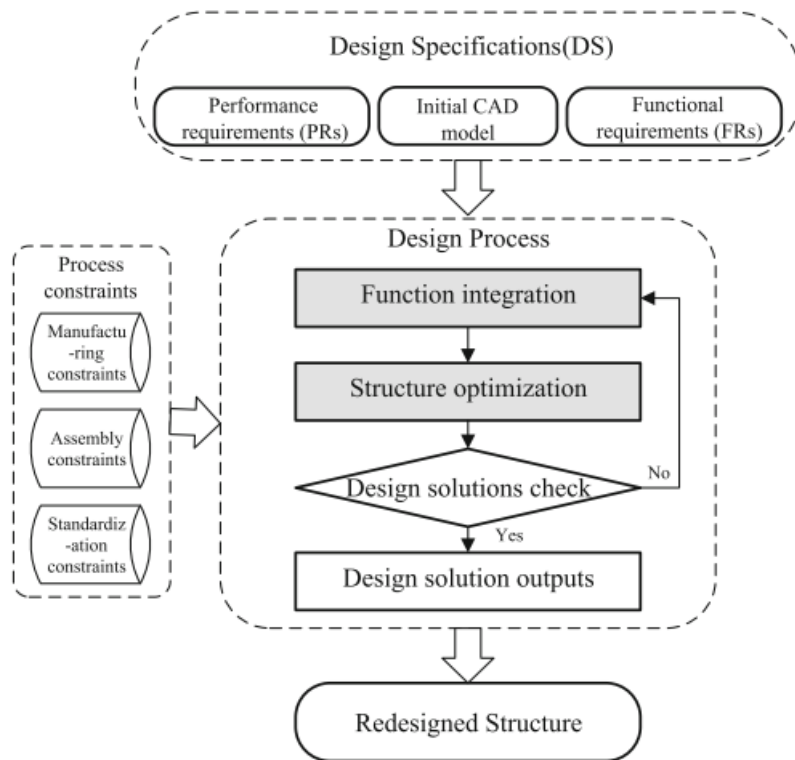 Design Specifications(DS)
Performance
requirements (PRs)
Initial CAD
model
Functional
requirements (FRs)
Design Process
Process
constraints
Manufactu
-ring
constraints
Assembly
constraints
Standardiz
-ation
constraints
Function integration
Structure optimization
Design solutions check
No
Yes
Design solution outputs
Redesigned Structure